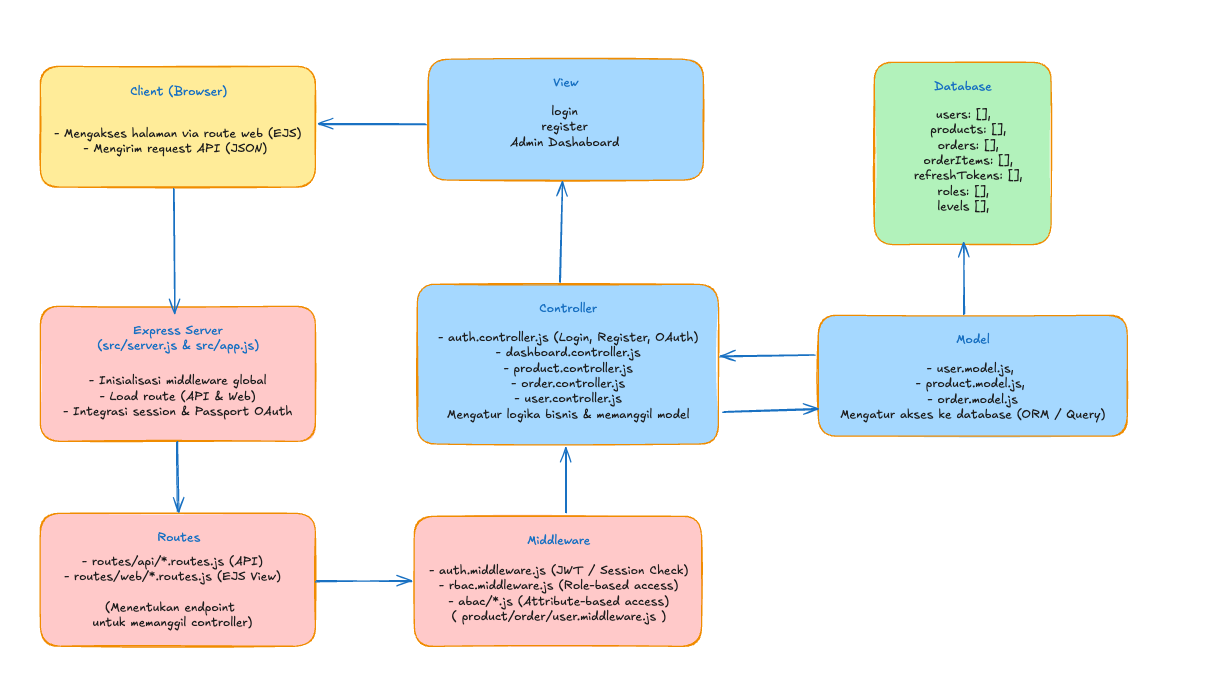 Client (Browser)
- Mengakses halaman via route web (EJS)
- Mengirim request API (JSON)
View
login
register
Admin Dashaboard
Database
users: [],
products: [],
orders: [],
orderItems: [],
refreshTokens: [],
roles: [],
levels [],
Express Server
(src/server.js & src/app.js)
- Inisialisasi middleware global
- Load route (API & Web)
- Integrasi session & Passport OAuth
Controller
- auth.controller.js (Login, Register, OAuth)
- dashboard.controller.js
- product.controller.js
- order.controller.js
- user.controller.js
Mengatur logika bisnis & memanggil model
Model
- user.model.js,
- product.model.js,
- order.model.js
Mengatur akses ke database (ORM / Query)
Routes
- routes/api/*.routes.js (API)
- routes/web/*.routes.js (EJS View)
(Menentukan endpoint
untuk memanggil controller)
Middleware
- auth.middleware.js (JWT / Session Check)
- rbac.middleware.js (Role-based access)
- abac/*.js (Attribute-based access)
( product/order/user.middleware.js )